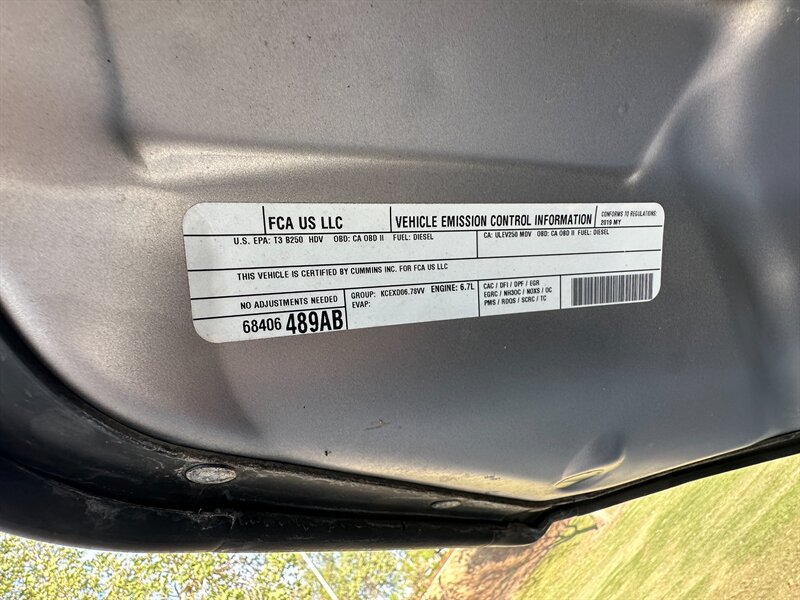 FCA US LLC
VEHICLE EMISSION CONTROL INFORMATION
CONFORMS TO REGULATIONS:
2019 MY
U.S. EPA: T3 B250 HDV OBD: CA OBD II FUEL: DIESEL
CA: ULEV250 MDV OBD: CA OBD II FUEL: DIESEL
THIS VEHICLE IS CERTIFIED BY CUMMINS INC. FOR FCA US LLC
NO ADJUSTMENTS NEEDED
68406 489AB
GROUP: KCEXD06.78VV ENGINE: 6.7L
EVAP:
CAC / DFI / DPF / EGR
EGRC / NH3OC / NOXS / OC
PMS / RDQS / SCRC / TC